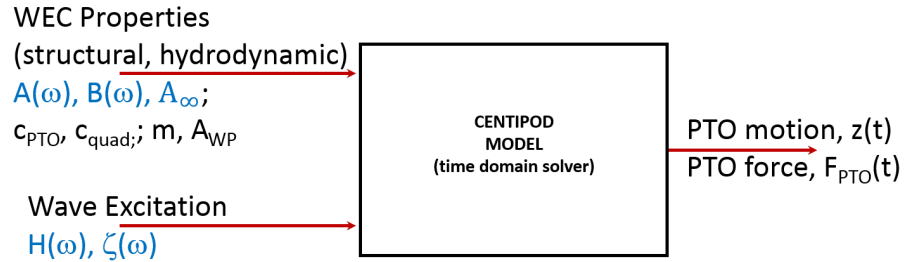 WEC Properties
(structural, hydrodynamic)
A(ω), B(ω), A∞;
cPTO, cquad;; m, AWP
Wave Excitation
H(ω), ζ(ω)
CENTIPOD
MODEL
(time domain solver)
PTO motion, z(t)
PTO force, FPTO(t)